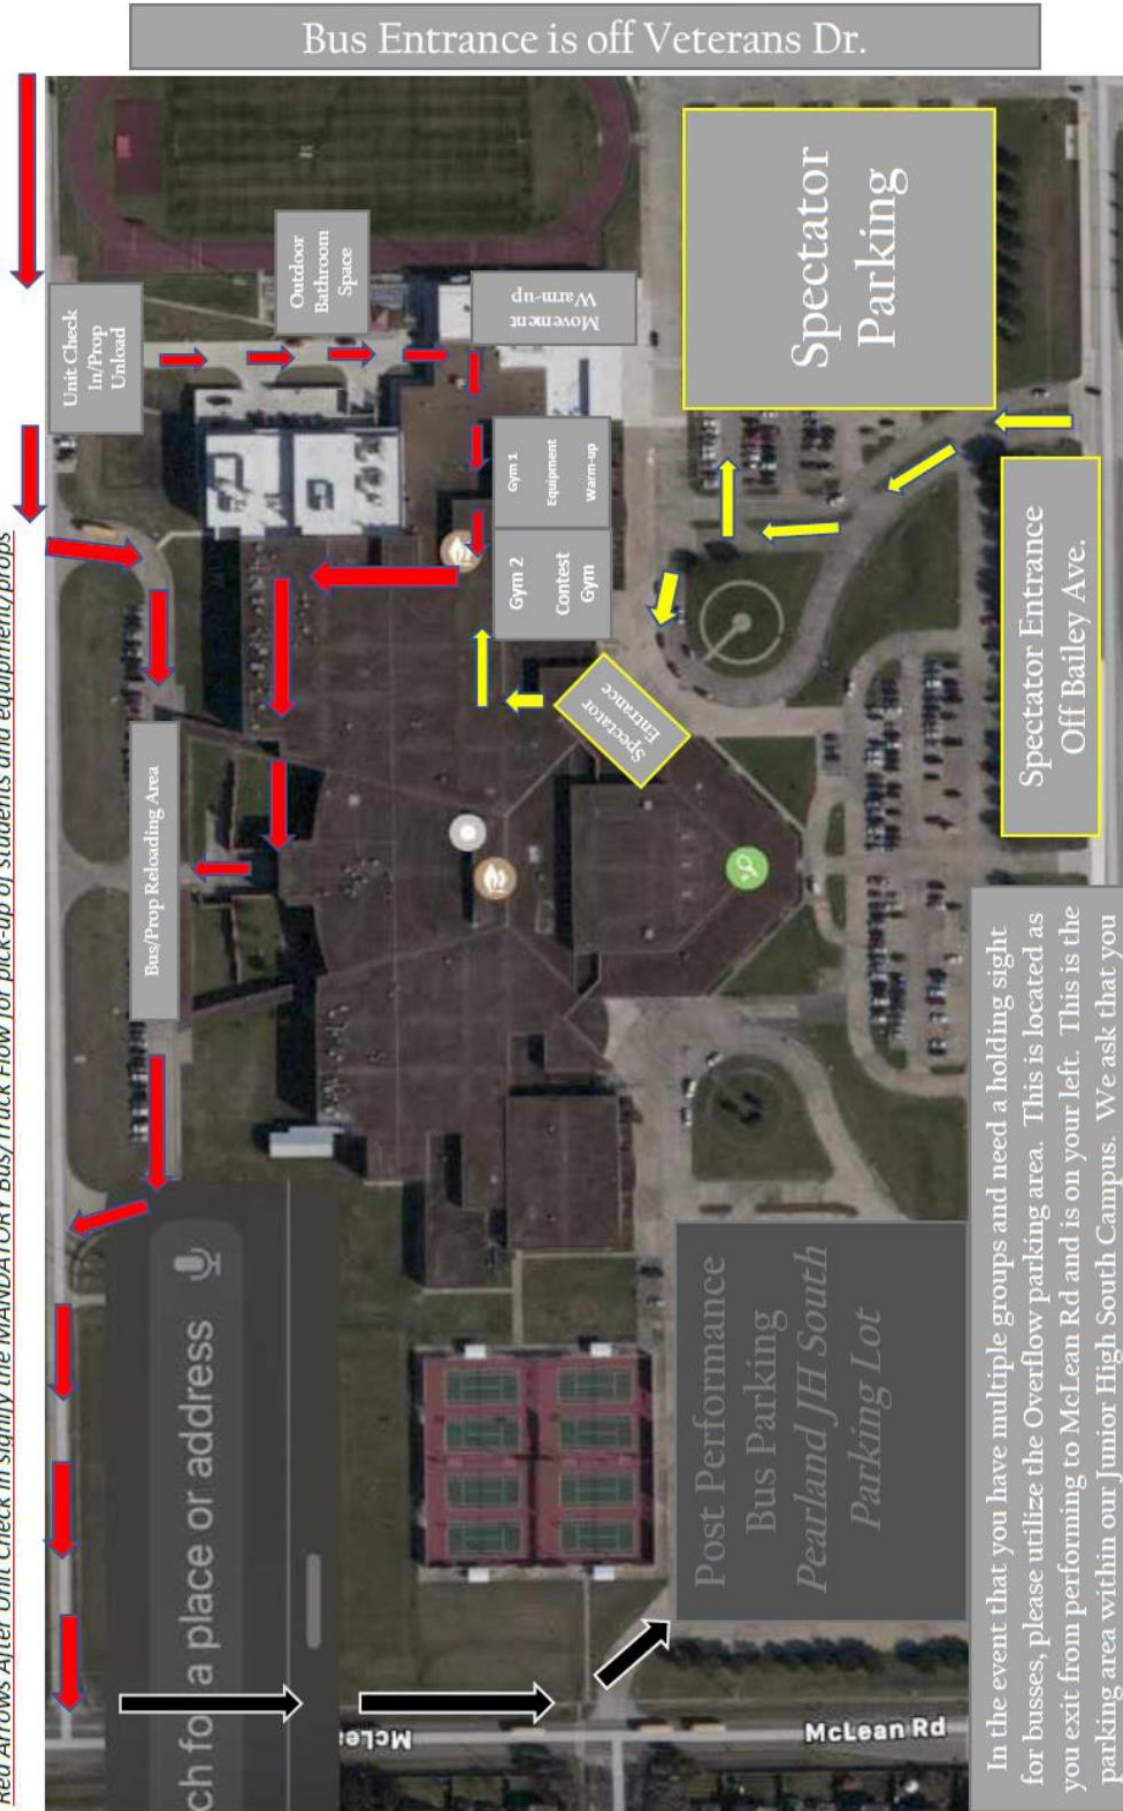 Red Arrows After Unit Check in signify the MANDATORY Bus/Truck Flow for pick-up of students and equipment/props
Bus Entrance is off Veterans Dr.
Unit Check
In/Prop
Unload
Outdoor
Bathroom
Space
Movement
Warm-up
Gym 1
Equipment
warm-up
Gym 2
Contest
Gym
Spectator
Parking
Spectator
Entrance
Spectator Entrance
Off Bailey Ave.
Bus/Prop Reloading Area
ch for a place or address
Post Performance
Bus Parking
Pearland JH South
Parking Lot
McLea
McLean Rd
In the event that you have multiple groups and need a holding sight
for busses, please utilize the Overflow parking area. This is located as
you exit from performing to McLean Rd and is on your left. This is the
parking area within our Junior High South Campus. We ask that you